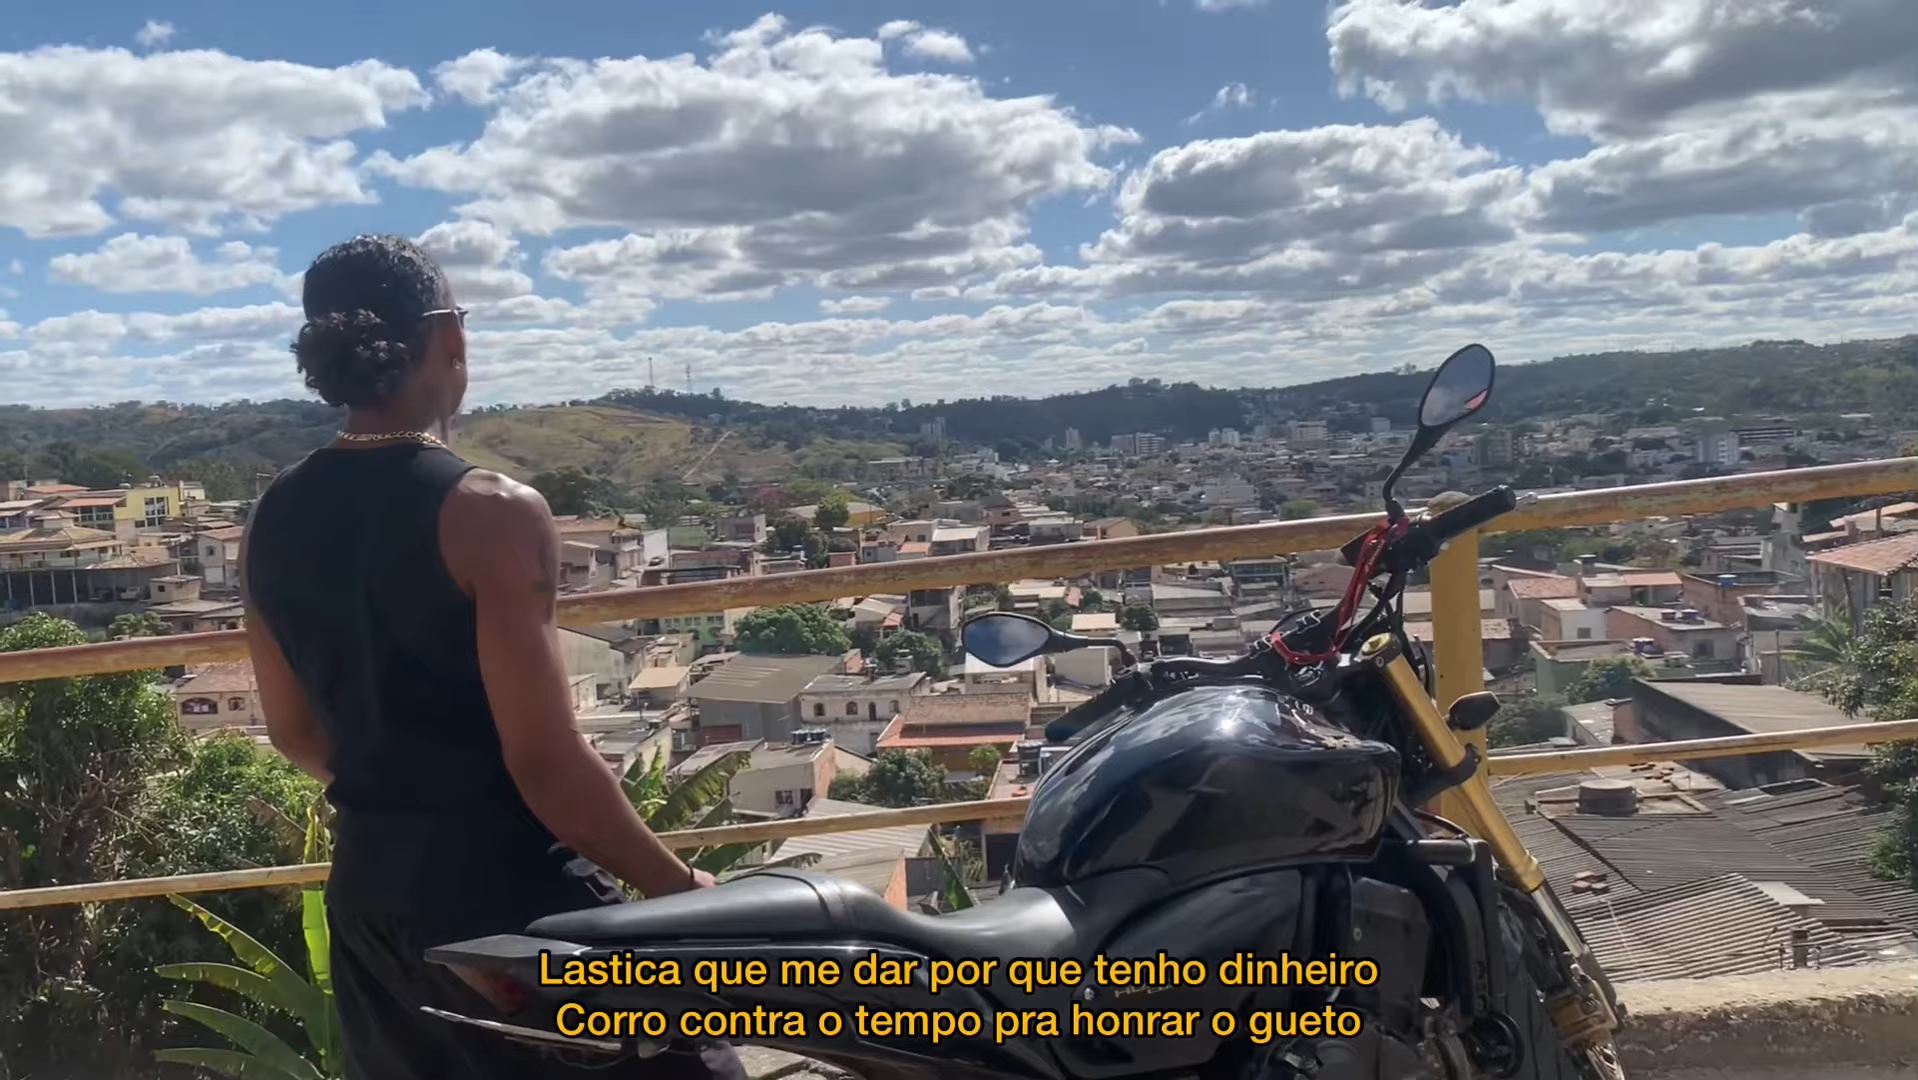 Lastica que me dar por que tenho dinheiro
Corro contra o tempo pra honrar o gueto